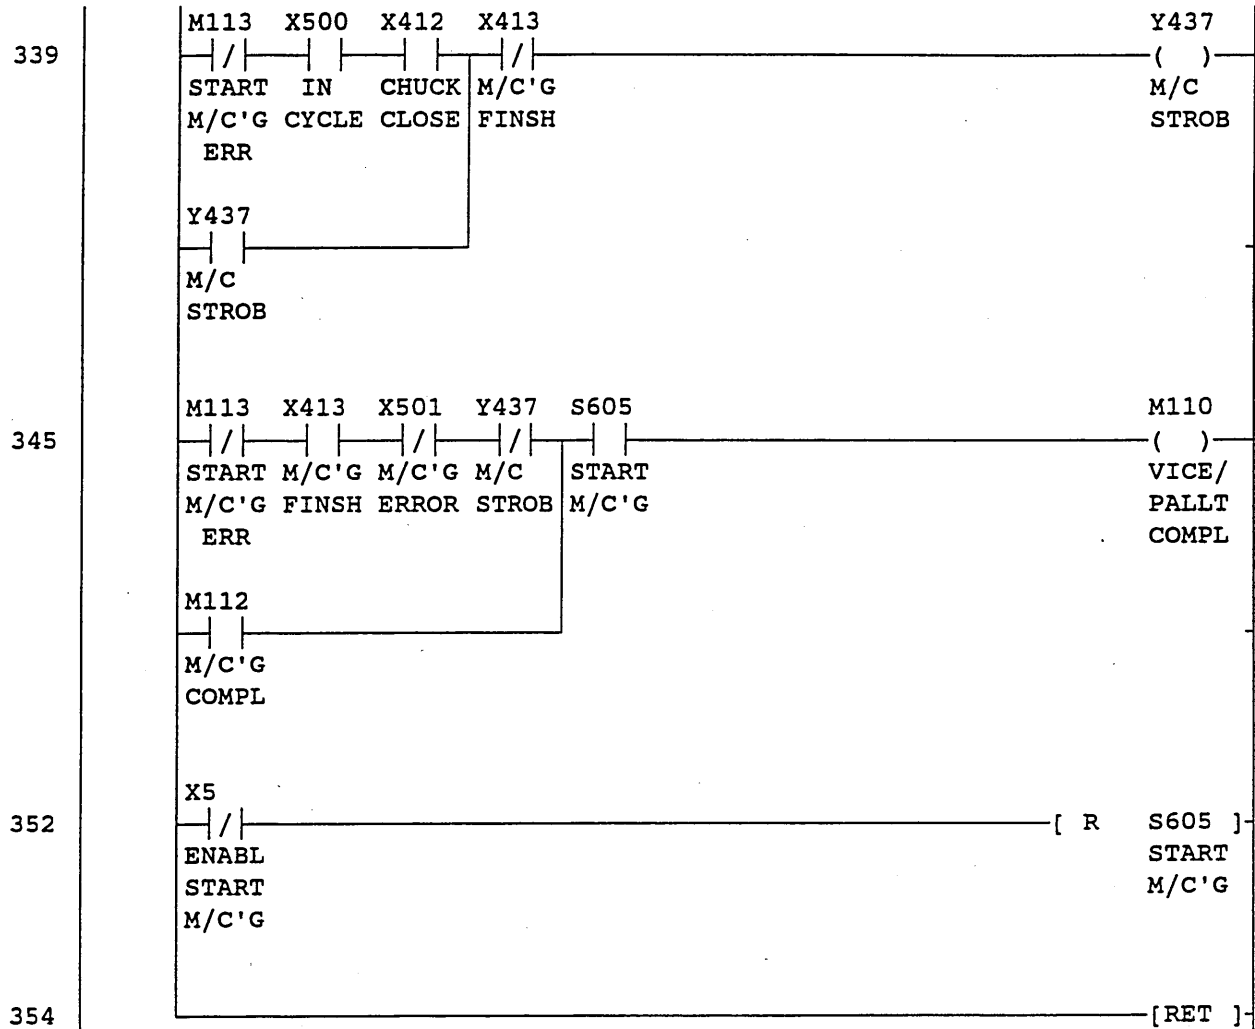 M113 X500 X412 X413 Y437
339 ( )
START IN CHUCK M/C'G M/C
M/C'G CYCLE CLOSE FINSH STROB
ERR
Y437
M/C
STROB
M113 X413 X501 Y437 S605 M110
345 ( )
START M/C'G M/C'G M/C START VICE/
M/C'G FINSH ERROR STROB M/C'G PALLT
ERR COMPL
M112
M/C'G
COMPL
X5
352 [ R S605 ]
ENABL START
START M/C'G
M/C'G
354 [RET ]